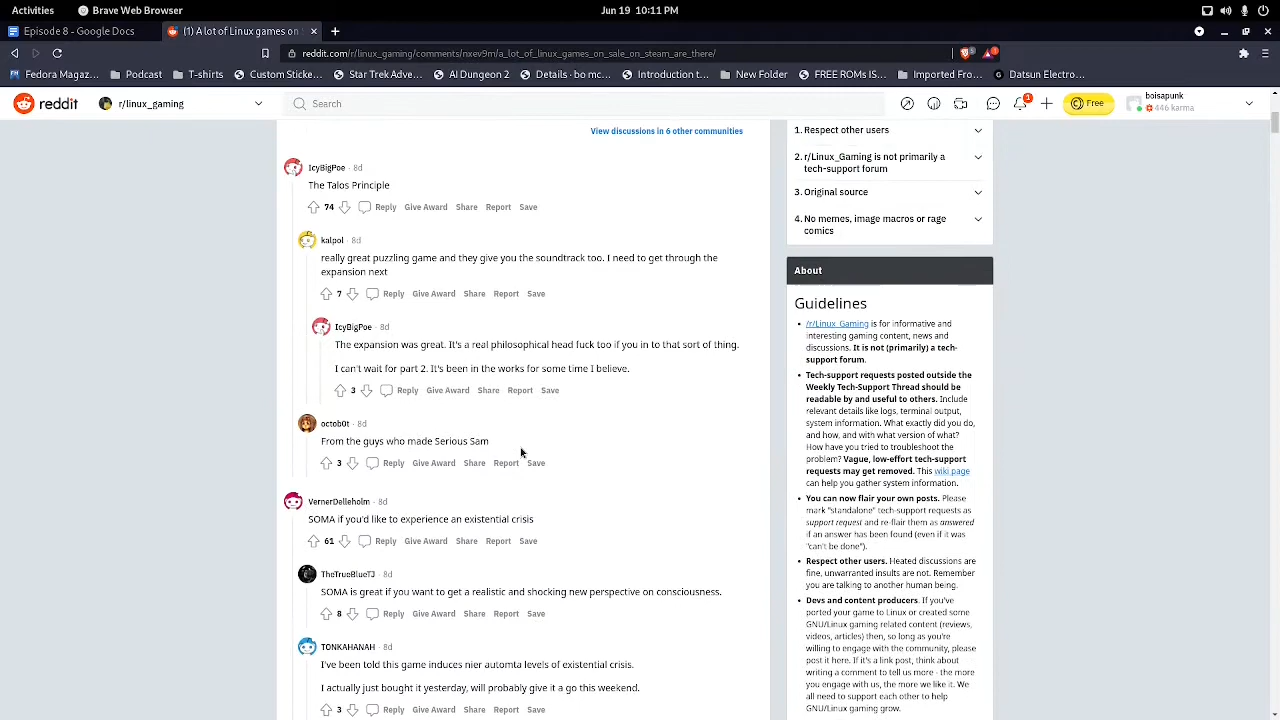 Activities
Brave Web Browser
Jun 19 10:11 PM
Episode 8 - Google Docs
(1) A lot of Linux games on
reddit.com/r/linux_gaming/comments/nxev9m/a_lot_of_linux_games_on_sale_on_steam_are_there/
Fedora Magaz...
Podcast
T-shirts
Custom Sticke...
Star Trek Adve...
AI Dungeon 2
Details - bo mc...
Introduction t...
New Folder
FREE ROM IS...
Imported Fro...
Datsun Electro...
reddit
r/linux_gaming
Search
Free
boisapunk
446 karma
View discussions in 6 other communities
IcyBigPoe · 8d
The Talos Principle
74 Reply Give Award Share Report Save
kalpol · 8d
really great puzzling game and they give you the soundtrack too. I need to get through the
expansion next
7 Reply Give Award Share Report Save
IcyBigPoe · 8d
The expansion was great. It's a real philosophical head fuck too if you in to that sort of thing.
I can't wait for part 2. It's been in the works for some time I believe.
3 Reply Give Award Share Report Save
octob0t · 8d
From the guys who made Serious Sam
3 Reply Give Award Share Report Save
VernerDelleholm · 8d
SOMA if you'd like to experience an existential crisis
61 Reply Give Award Share Report Save
TheTrueBlueTJ · 8d
SOMA is great if you want to get a realistic and shocking new perspective on consciousness.
8 Reply Give Award Share Report Save
TONKAHANAH · 8d
I've been told this game induces nier automta levels of existential crisis.
I actually just bought it yesterday, will probably give it a go this weekend.
3 Reply Give Award Share Report Save
1. Respect other users
2. r/Linux_Gaming is not primarily a
tech-support forum
3. Original source
4. No memes, image macros or rage
comics
About
Guidelines
• /r/Linux_Gaming is for informative and
interesting gaming content, news and
discussions. It is not (primarily) a tech-
support forum.
• Tech-support requests posted outside the
Weekly Tech-Support Thread should be
readable by and useful to others. Include
relevant details like logs, terminal output,
system information. What exactly did you do,
and how, and with what version of what?
How have you tried to troubleshoot the
problem? Vague, low-effort tech-support
requests may get removed. This wiki page
can help you gather system information.
• You can now flair your own posts. Please
mark "standalone" tech-support requests as
support request and re-flair them as answered
if an answer has been found (even if it was
"can't be done").
• Respect other users. Heated discussions are
fine, unwarranted insults are not. Remember
you are talking to another human being.
• Devs and content producers. If you've
ported your game to Linux or created some
GNU/Linux gaming related content (reviews,
videos, articles) then, so long as you're
willing to engage with the community, please
post it here. If it's a link post, think about
writing a comment to tell us more - the more
you engage with us, the more we like it. We
all need to support each other to help
GNU/Linux gaming grow.